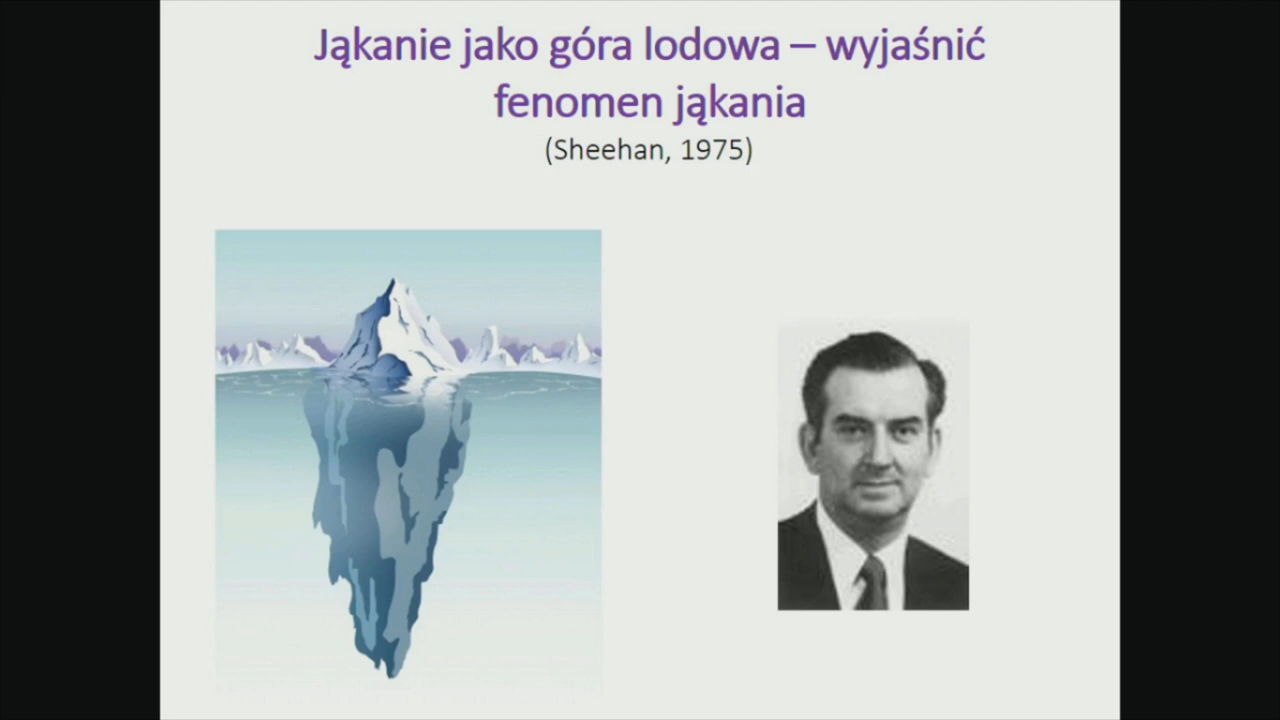 Jąkanie jako góra lodowa – wyjaśnić
fenomen jąkania
(Sheehan, 1975)